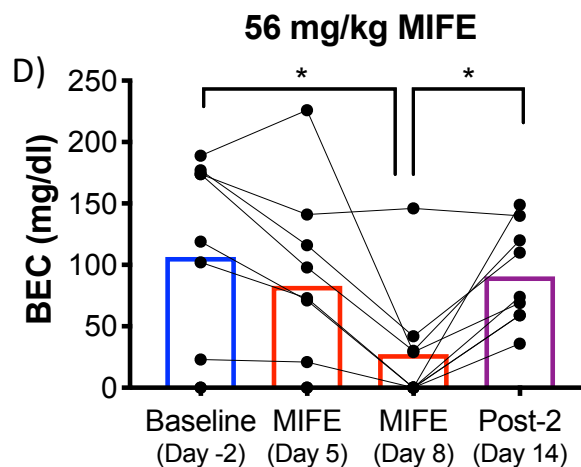 56 mg/kg MIFE
D)
* *
250
200
150
100
50
0
BEC (mg/dl)
Baseline MIFE MIFE Post-2
(Day -2) (Day 5) (Day 8) (Day 14)